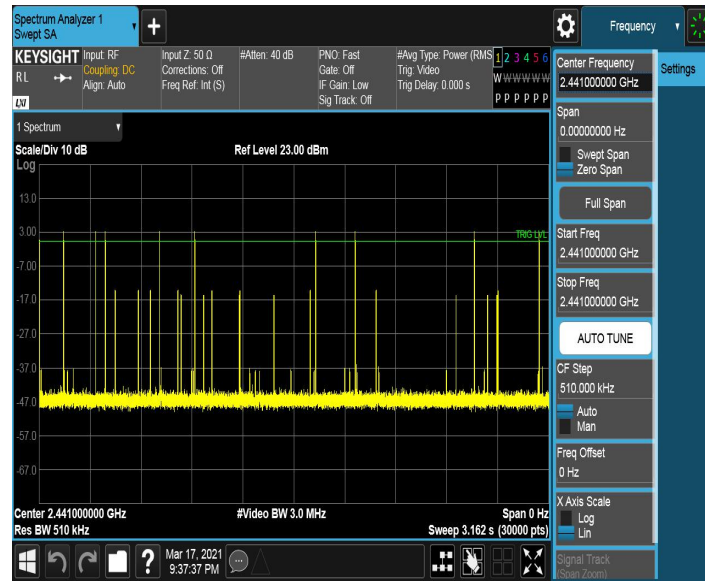 Spectrum Analyzer 1
Swept SA
Frequency
KEYSIGHT
RL
LXI
Input: RF
Coupling: DC
Align: Auto
Input Z: 50 Ω
Corrections: Off
Freq Ref: Int (S)
#Atten: 40 dB
PNO: Fast
Gate: Off
IF Gain: Low
Sig Track: Off
#Avg Type: Power (RMS
Trig: Video
Trig Delay: 0.000 s
1 2 3 4 5 6
W W W W W W
P P P P P P
1 Spectrum
Scale/Div 10 dB
Ref Level 23.00 dBm
Log
13.0
3.00
-7.00
-17.0
-27.0
-37.0
-47.0
-57.0
-67.0
TRIG LVL
Center 2.441000000 GHz
#Video BW 3.0 MHz
Span 0 Hz
Res BW 510 kHz
Sweep 3.162 s (30000 pts)
Mar 17, 2021
9:37:37 PM
Center Frequency
2.441000000 GHz
Settings
Span
0.00000000 Hz
Swept Span
Zero Span
Full Span
Start Freq
2.441000000 GHz
Stop Freq
2.441000000 GHz
AUTO TUNE
CF Step
510.000 kHz
Auto
Man
Freq Offset
0 Hz
X Axis Scale
Log
Lin
Signal Track
(Span Zoom)